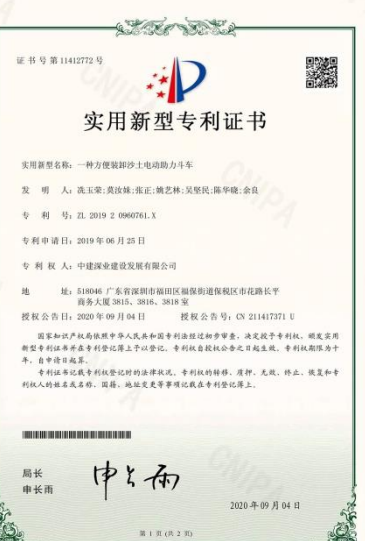 证书号第11412772号
实用新型专利证书
实用新型名称：一种方便装卸沙土电动助力斗车
发 明 人：冼玉荣;莫汝妹;张正;姚艺林;吴坚民;陈华晓;余良
专 利 号：ZL 2019 2 0960761.X
专利申请日：2019年06月25日
专 利 权 人：中建深业建设发展有限公司
地 址：518046 广东省深圳市福田区福保街道保税区市花路长平
商务大厦3815、3816、3818室
授权公告日：2020年09月04日 授权公告号：CN 211417371 U
国家知识产权局依照中华人民共和国专利法经过初步审查，决定授予专利权，颁发实用
新型专利证书并在专利登记簿上予以登记。专利权自授权公告之日起生效。专利权期限为十
年，自申请日起算。
专利证书记载专利权登记时的法律状况。专利权的转移、质押、无效、终止、恢复和专
利权人的姓名或名称、国籍、地址变更等事项记载在专利登记簿上。
局长
申长雨
申长雨
2020年09月04日
第 1 页 (共 2 页)
CNIPA
CNIPA